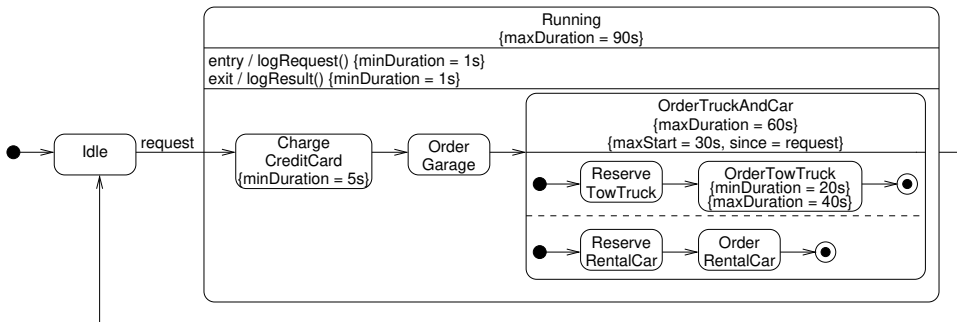 Running
{maxDuration = 90s}
entry / logRequest() {minDuration = 1s}
exit / logResult() {minDuration = 1s}
Idle
request
Charge
CreditCard
{minDuration = 5s}
Order
Garage
OrderTruckAndCar
{maxDuration = 60s}
{maxStart = 30s, since = request}
Reserve
TowTruck
OrderTowTruck
{minDuration = 20s}
{maxDuration = 40s}
Reserve
RentalCar
Order
RentalCar